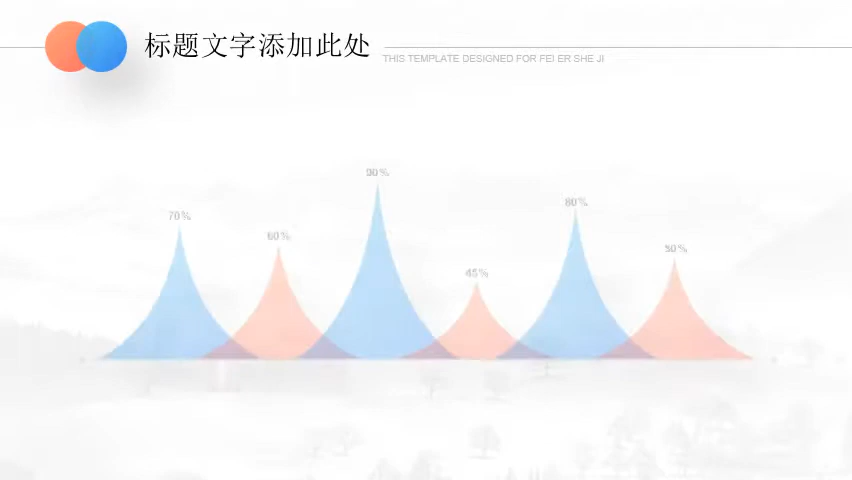 标题文字添加此处
THIS TEMPLATE DESIGNED FOR FEI ER SHE JI
90%
80%
70%
60%
45%